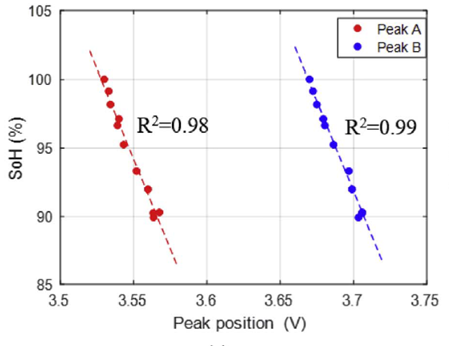 105
Peak A
Peak B
100
R²=0.98
R²=0.99
SoH (%)
95
90
85
3.5
3.55
3.6
3.65
3.7
3.75
Peak position (V)